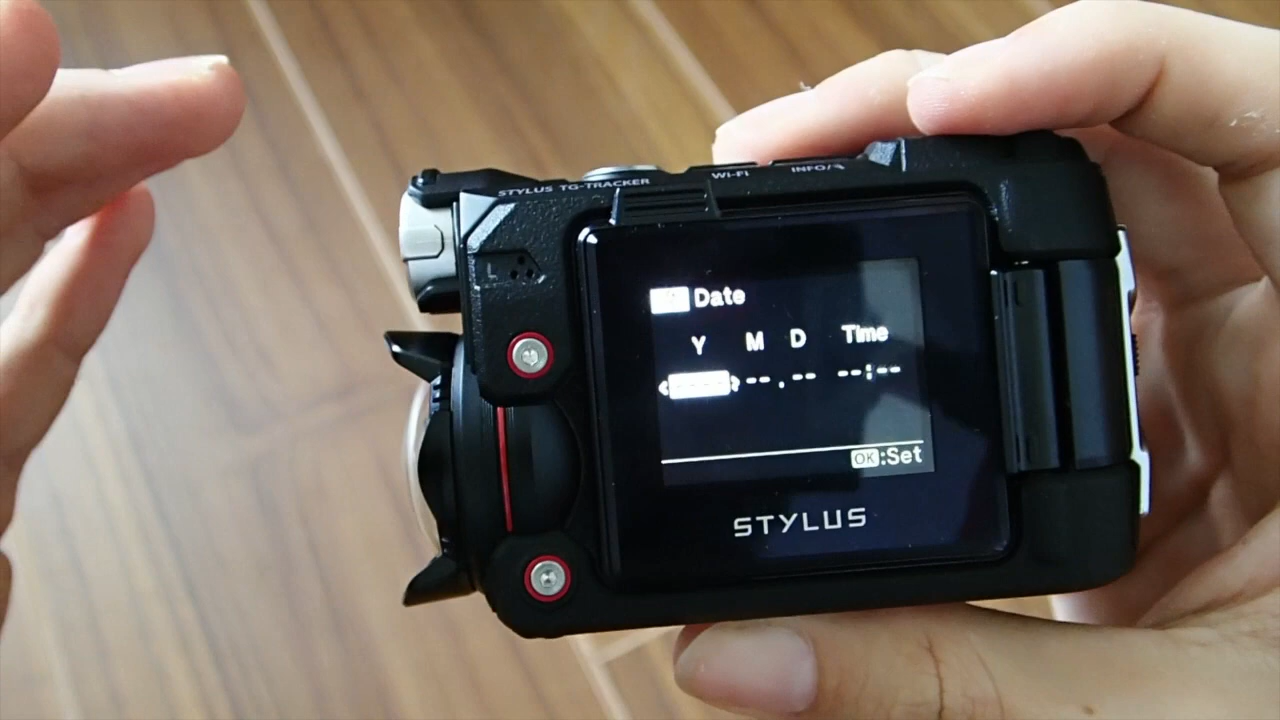 STYLUS TG-TRACKER
WI-FI
INFO/
L
Date
Y M D Time
--.-- --:--
OK:Set
STYLUS